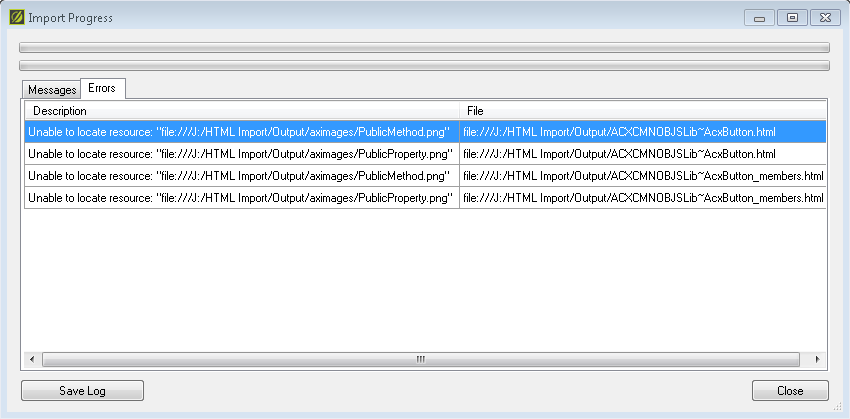 Import Progress
Messages Errors
Description File
Unable to locate resource: "file:///J:/HTML Import/Output/aximages/PublicMethod.png" file:///J:/HTML Import/Output/ACXCMNOBJSLib~AcxButton.html
Unable to locate resource: "file:///J:/HTML Import/Output/aximages/PublicProperty.png" file:///J:/HTML Import/Output/ACXCMNOBJSLib~AcxButton.html
Unable to locate resource: "file:///J:/HTML Import/Output/aximages/PublicMethod.png" file:///J:/HTML Import/Output/ACXCMNOBJSLib~AcxButton_members.html
Unable to locate resource: "file:///J:/HTML Import/Output/aximages/PublicProperty.png" file:///J:/HTML Import/Output/ACXCMNOBJSLib~AcxButton_members.html
Save Log Close